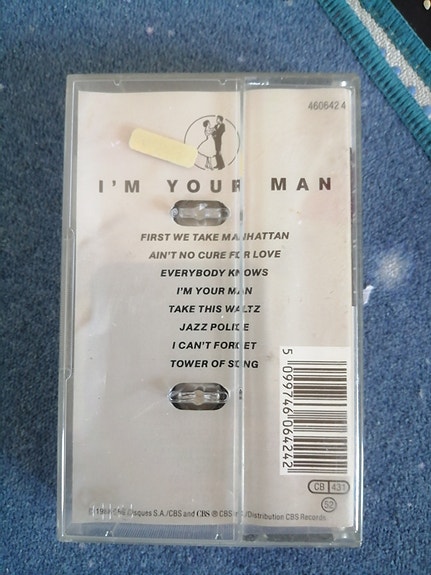 460642 4
I'M YOUR MAN
FIRST WE TAKE MANHATTAN
AIN'T NO CURE FOR LOVE
EVERYBODY KNOWS
I'M YOUR MAN
TAKE THIS WALTZ
JAZZ POLICE
I CAN'T FORGET
TOWER OF SONG
5 099746 064242
CB 431
52
Disques S.A./CBS and CBS ® CBS /Distribution CBS Records